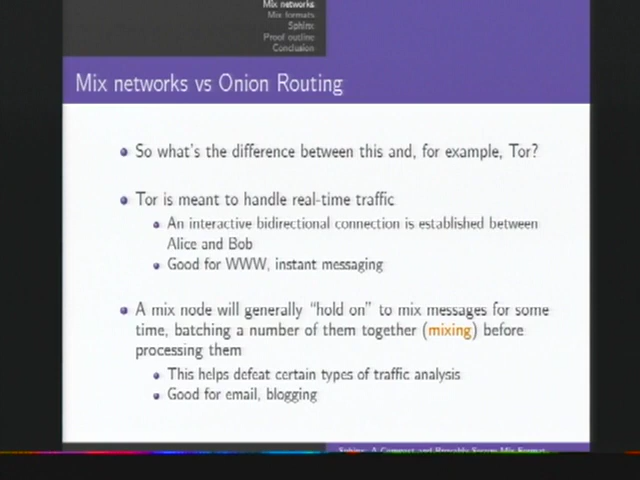 Mix networks
Mix formats
Sphinx
Proof outline
Conclusion
Mix networks vs Onion Routing
So what's the difference between this and, for example, Tor?
Tor is meant to handle real-time traffic
An interactive bidirectional connection is established between
Alice and Bob
Good for WWW, instant messaging
A mix node will generally “hold on” to mix messages for some
time, batching a number of them together (mixing) before
processing them
This helps defeat certain types of traffic analysis
Good for email, blogging
Sphinx: A Compact and Provably Secure Mix Format